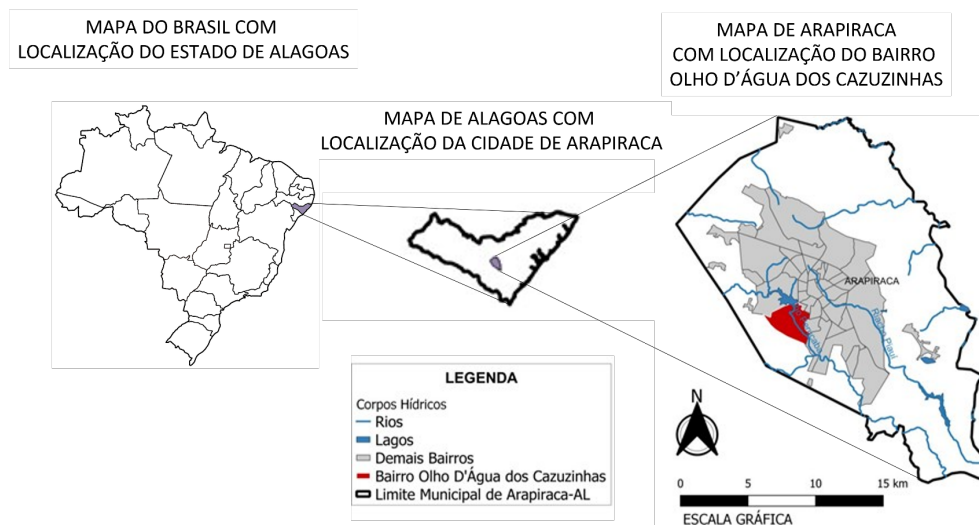 MAPA DO BRASIL COM
LOCALIZAÇÃO DO ESTADO DE ALAGOAS
MAPA DE ALAGOAS COM
LOCALIZAÇÃO DA CIDADE DE ARAPIRACA
MAPA DE ARAPIRACA
COM LOCALIZAÇÃO DO BAIRRO
OLHO D'ÁGUA DOS CAZUZINHAS
ARAPIRACA
LEGENDA
Corpos Hídricos
Rios
Lagos
Demais Bairros
Bairro Olho D'Água dos Cazuzinhas
Limite Municipal de Arapiraca-AL
N
0 5 10 15 km
ESCALA GRÁFICA